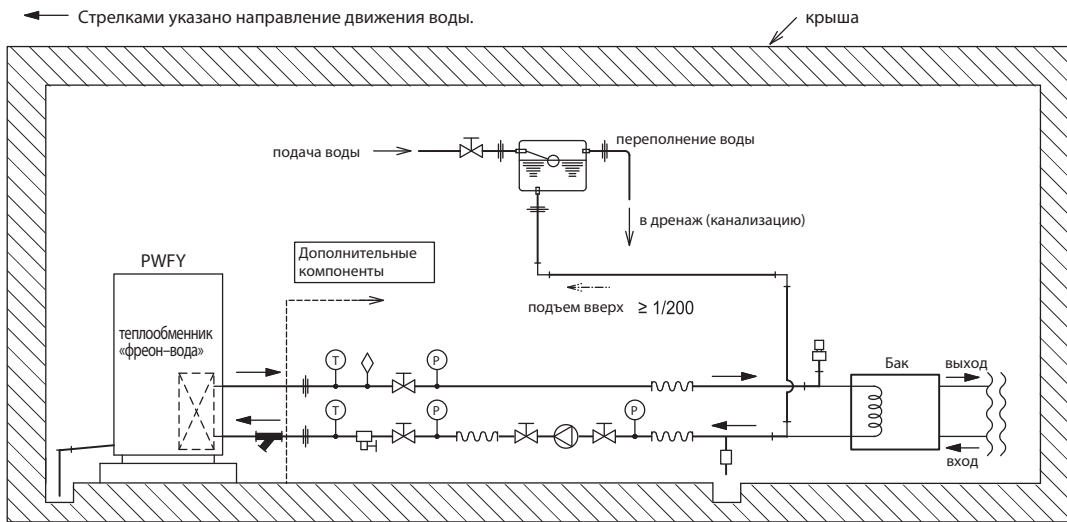 Стрелками указано направление движения воды.
крыша
подача воды
переполнение воды
в дренаж (канализацию)
PWFY
Дополнительные
компоненты
подъем вверх ≥ 1/200
теплообменник
«фреон–вода»
T
P
Бак
выход
T
P
P
вход